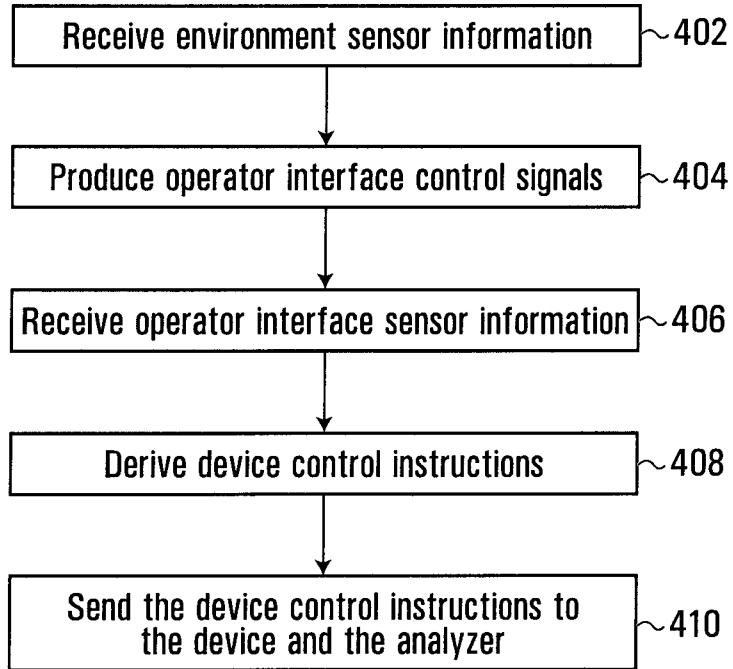 Receive environment sensor information 402
Produce operator interface control signals 404
Receive operator interface sensor information 406
Derive device control instructions 408
Send the device control instructions to
the device and the analyzer 410